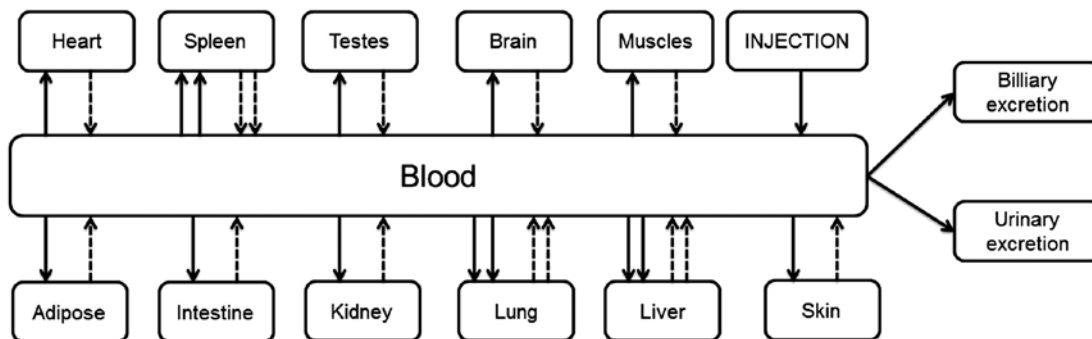 Heart
Spleen
Testes
Brain
Muscles
INJECTION
Billiary
excretion
Blood
Urinary
excretion
Adipose
Intestine
Kidney
Lung
Liver
Skin